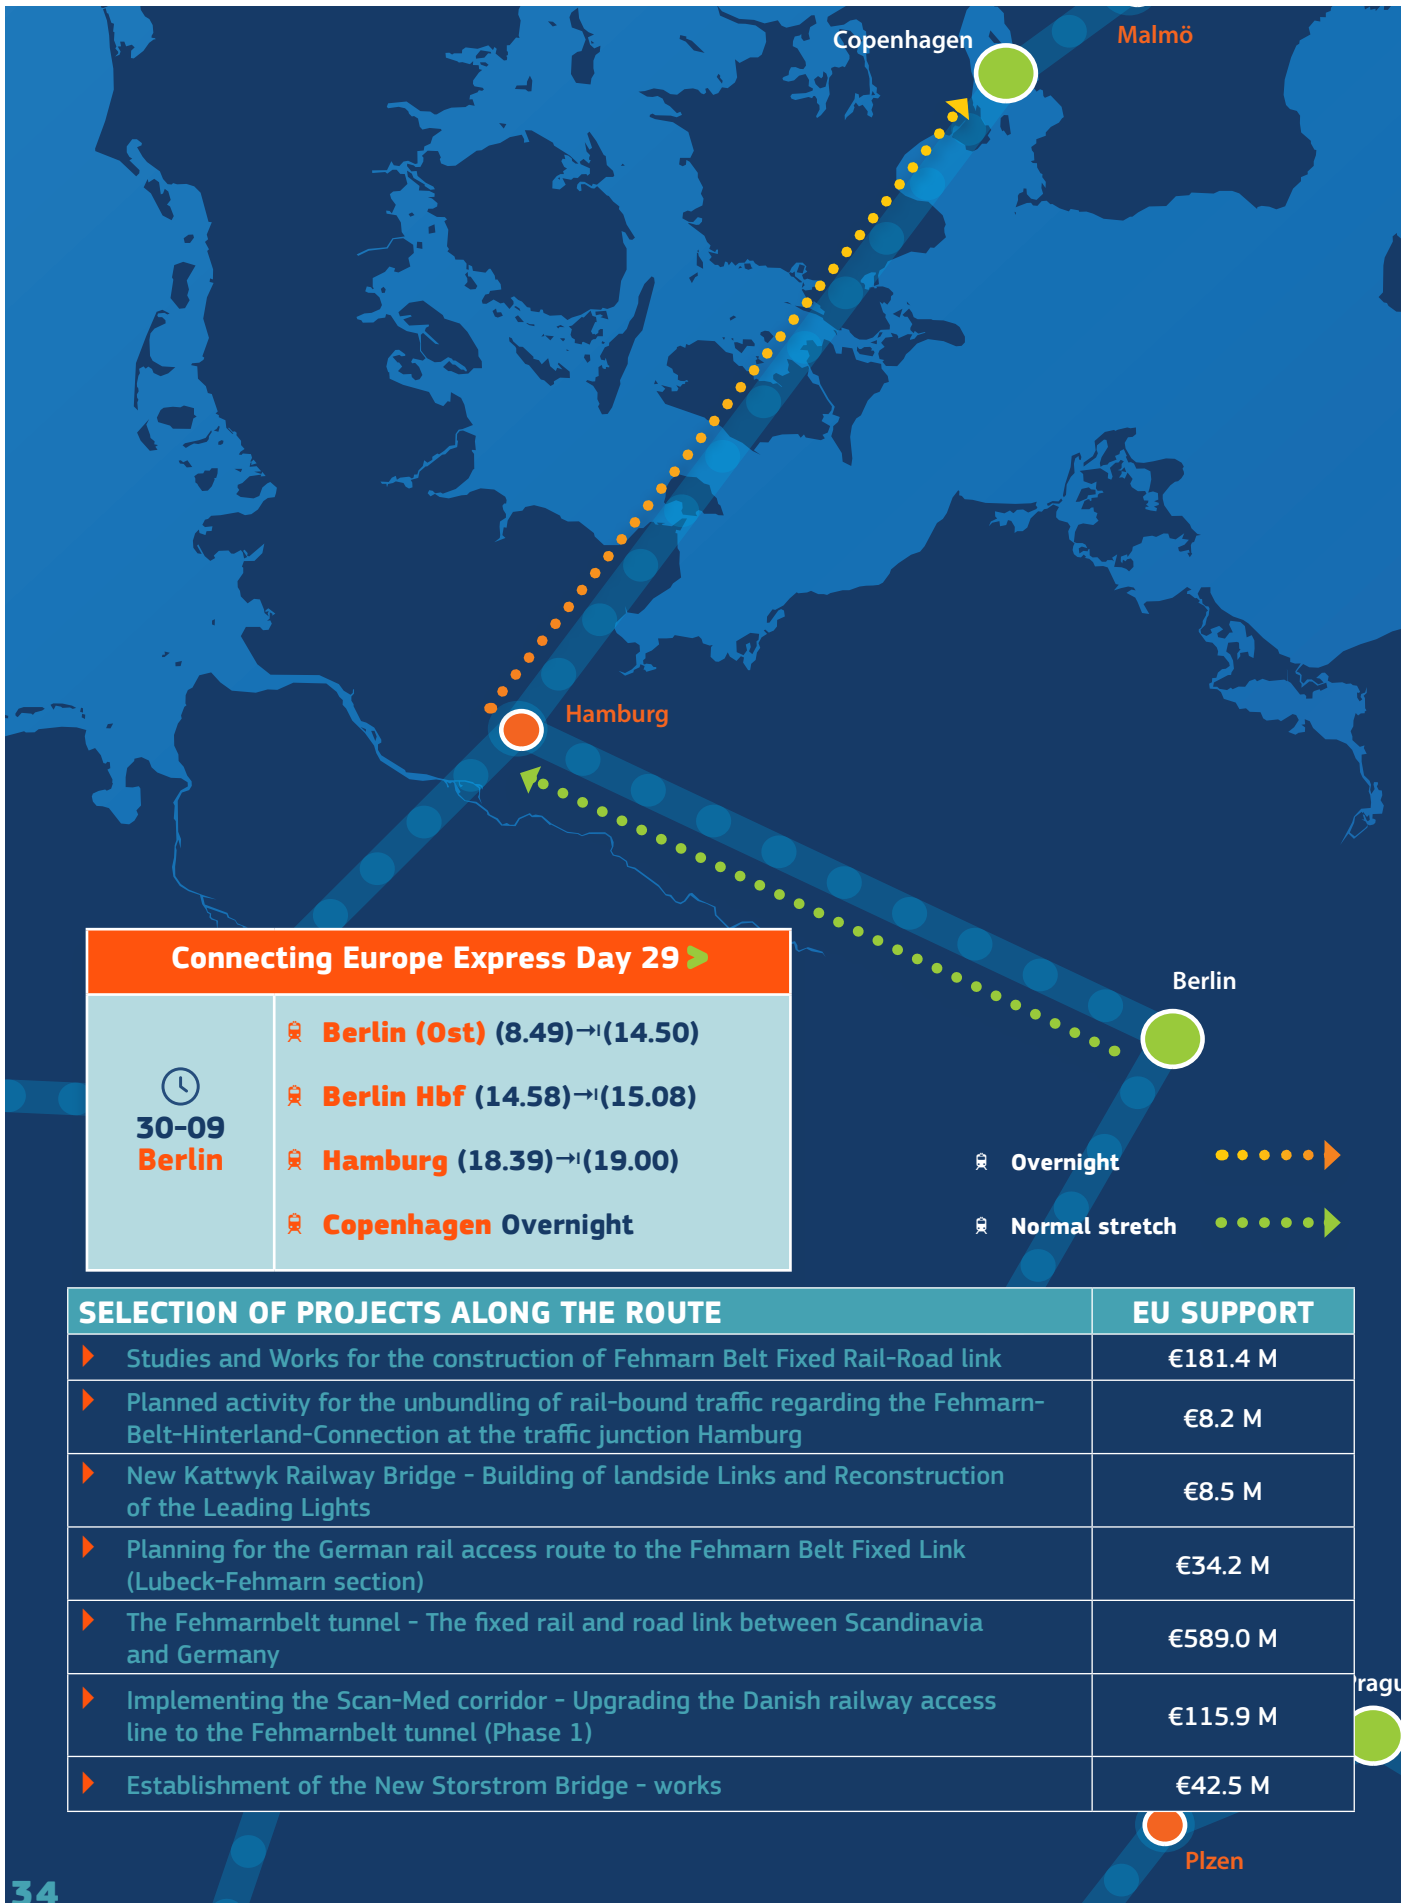 Copenhagen
Malmö
Hamburg
Berlin
Connecting Europe Express Day 29
30-09
Berlin
Berlin (Ost) (8.49)→(14.50)
Berlin Hbf (14.58)→(15.08)
Hamburg (18.39)→(19.00)
Copenhagen Overnight
Overnight
Normal stretch
SELECTION OF PROJECTS ALONG THE ROUTE EU SUPPORT
Studies and Works for the construction of Fehmarn Belt Fixed Rail-Road link €181.4 M
Planned activity for the unbundling of rail-bound traffic regarding the Fehmarn-
Belt-Hinterland-Connection at the traffic junction Hamburg
€8.2 M
New Kattwyk Railway Bridge - Building of landside Links and Reconstruction
of the Leading Lights
€8.5 M
Planning for the German rail access route to the Fehmarn Belt Fixed Link
(Lubeck-Fehmarn section)
€34.2 M
The Fehmarnbelt tunnel - The fixed rail and road link between Scandinavia
and Germany
€589.0 M
Implementing the Scan-Med corridor - Upgrading the Danish railway access
line to the Fehmarnbelt tunnel (Phase 1)
€115.9 M
Establishment of the New Storstrom Bridge - works €42.5 M
Plzen
34